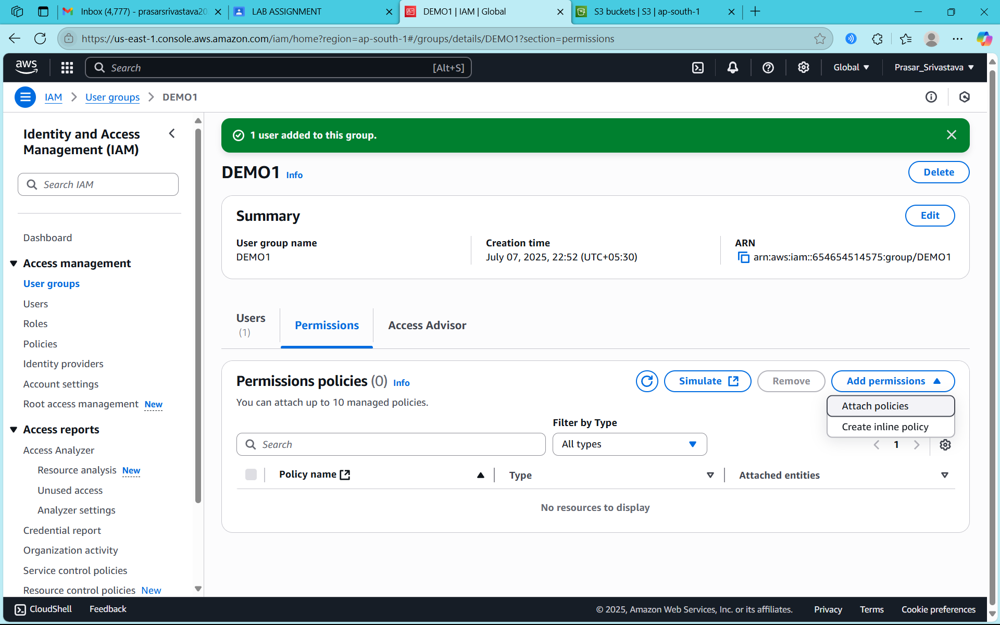 Inbox (4,777) - prasarsrivastava20
LAB ASSIGNMENT
DEMO1 | IAM | Global
S3 buckets | S3 | ap-south-1
https://us-east-1.console.aws.amazon.com/iam/home?region=ap-south-1#/groups/details/DEMO1?section=permissions
aws
Search
[Alt+S]
Global
Prasar_Srivastava
IAM
User groups
DEMO1
Identity and Access
Management (IAM)
Search IAM
Dashboard
Access management
User groups
Users
Roles
Policies
Identity providers
Account settings
Root access management New
Access reports
Access Analyzer
Resource analysis New
Unused access
Analyzer settings
Credential report
Organization activity
Service control policies
Resource control policies New
1 user added to this group.
DEMO1 Info
Delete
Summary
Edit
User group name
DEMO1
Creation time
July 07, 2025, 22:52 (UTC+05:30)
ARN
arn:aws:iam::654654514575:group/DEMO1
Users
(1)
Permissions
Access Advisor
Permissions policies (0) Info
Simulate
Remove
Add permissions
You can attach up to 10 managed policies.
Attach policies
Create inline policy
Filter by Type
Search
All types
1
Policy name
Type
Attached entities
No resources to display
CloudShell
Feedback
© 2025, Amazon Web Services, Inc. or its affiliates.
Privacy
Terms
Cookie preferences